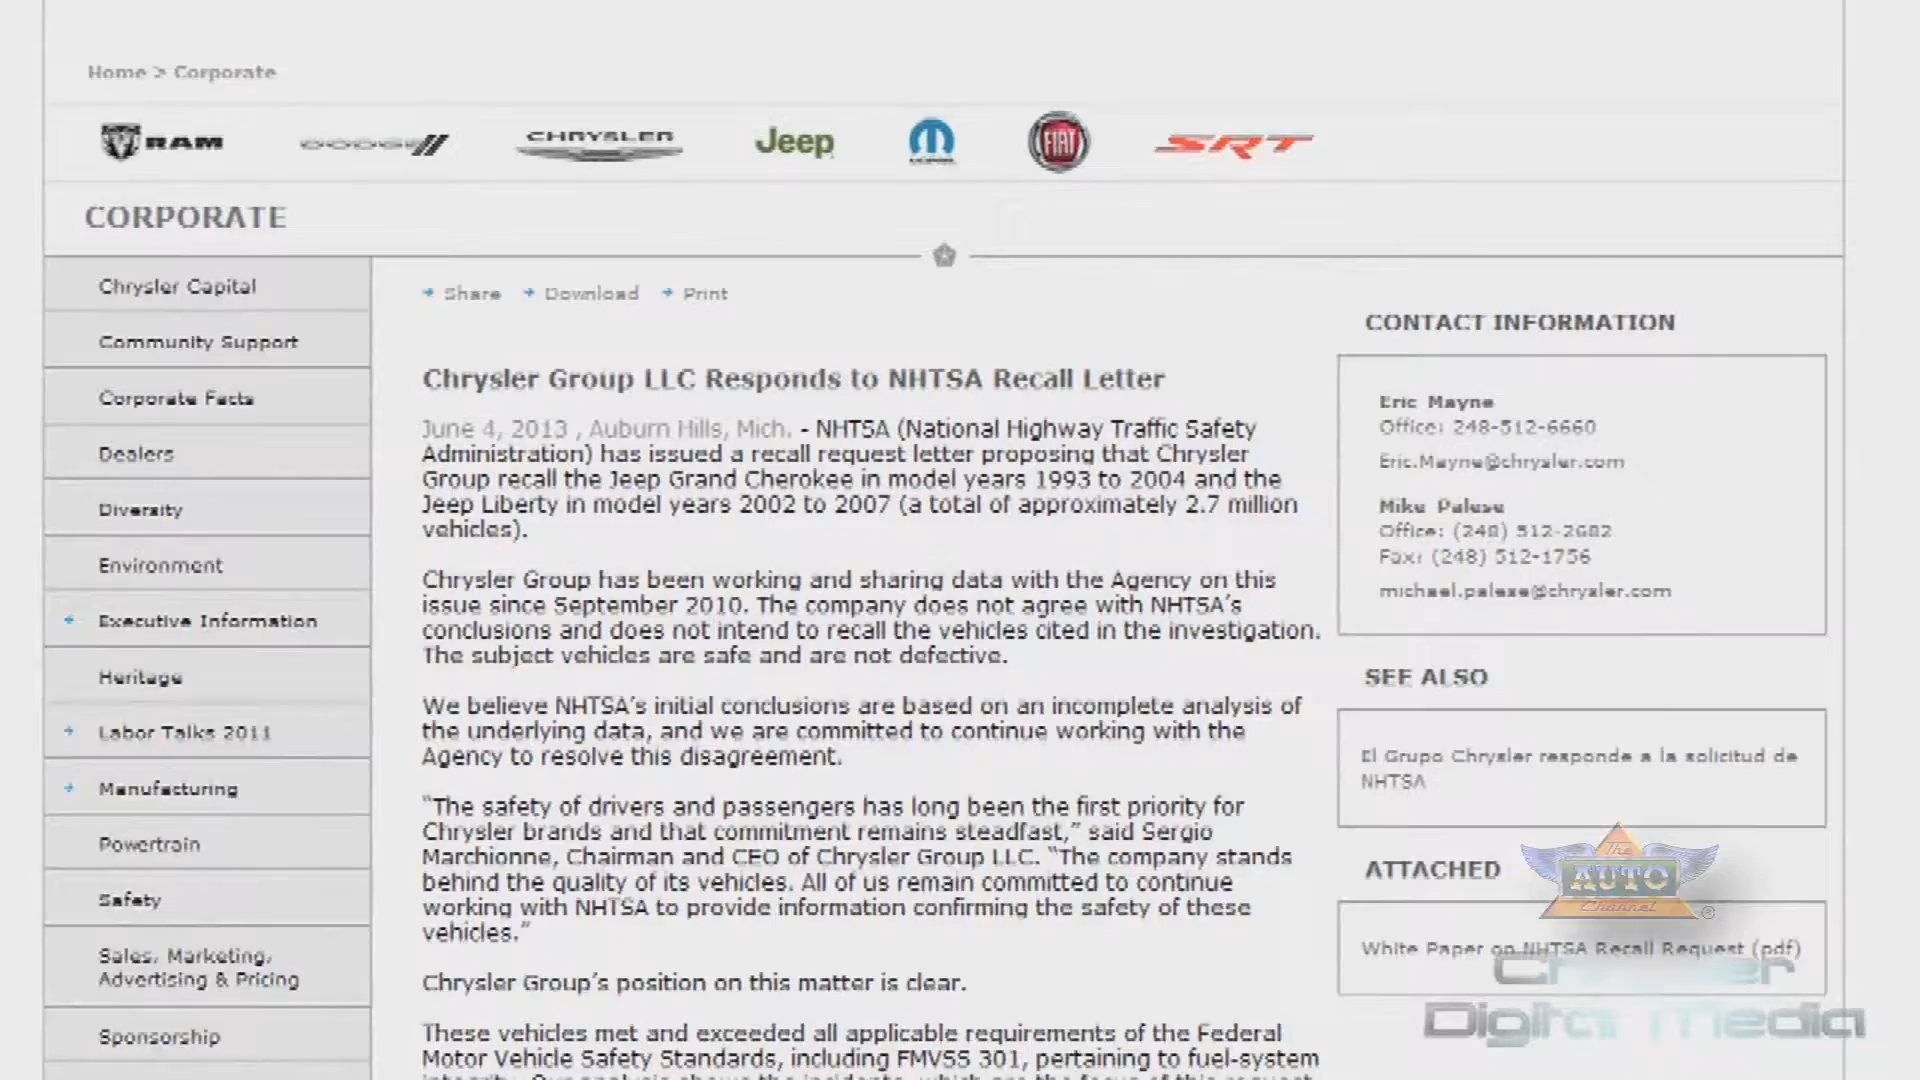 Home > Corporate
RAM DODGE CHRYSLER Jeep MOPAR FIAT SRT
CORPORATE
Chrysler Capital
Community Support
Corporate Facts
Dealers
Diversity
Environment
Executive Information
Heritage
Labor Talks 2011
Manufacturing
Powertrain
Safety
Sales, Marketing,
Advertising & Pricing
Sponsorship
Share Download Print
Chrysler Group LLC Responds to NHTSA Recall Letter
June 4, 2013 , Auburn Hills, Mich. - NHTSA (National Highway Traffic Safety
Administration) has issued a recall request letter proposing that Chrysler
Group recall the Jeep Grand Cherokee in model years 1993 to 2004 and the
Jeep Liberty in model years 2002 to 2007 (a total of approximately 2.7 million
vehicles).
Chrysler Group has been working and sharing data with the Agency on this
issue since September 2010. The company does not agree with NHTSA's
conclusions and does not intend to recall the vehicles cited in the investigation.
The subject vehicles are safe and are not defective.
We believe NHTSA's initial conclusions are based on an incomplete analysis of
the underlying data, and we are committed to continue working with the
Agency to resolve this disagreement.
"The safety of drivers and passengers has long been the first priority for
Chrysler brands and that commitment remains steadfast," said Sergio
Marchionne, Chairman and CEO of Chrysler Group LLC. "The company stands
behind the quality of its vehicles. All of us remain committed to continue
working with NHTSA to provide information confirming the safety of these
vehicles."
Chrysler Group's position on this matter is clear.
These vehicles met and exceeded all applicable requirements of the Federal
Motor Vehicle Safety Standards, including FMVSS 301, pertaining to fuel-system
CONTACT INFORMATION
Eric Mayne
Office: 248-512-6660
Eric.Mayne@chrysler.com
Mike Palese
Office: (248) 512-2682
Fax: (248) 512-1756
michael.palese@chrysler.com
SEE ALSO
El Grupo Chrysler responde a la solicitud de
NHTSA
ATTACHED
White Paper on NHTSA Recall Request (pdf)
The
AUTO
Channel ®
Chrysler
Digital Media